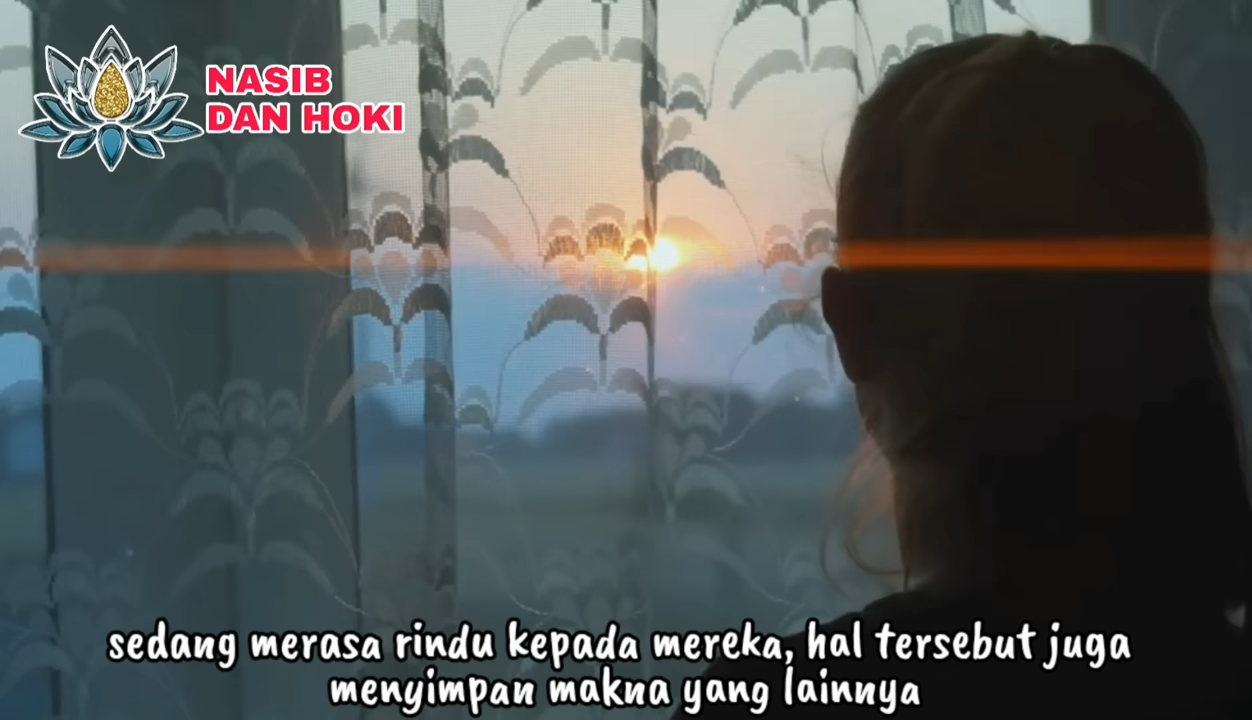 NASIB
DAN HOKI
sedang merasa rindu kepada mereka, hal tersebut juga
menyimpan makna yang lainnya